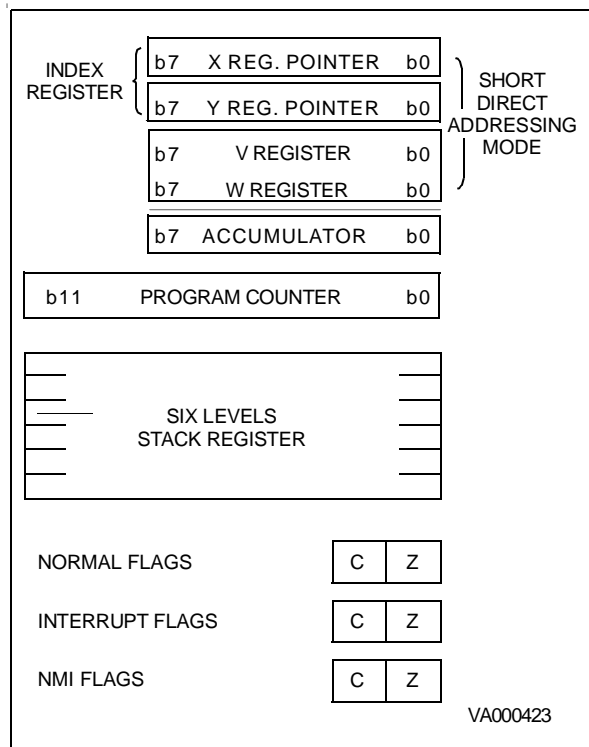 INDEX
REGISTER
b7 X REG. POINTER b0
b7 Y REG. POINTER b0
b7 V REGISTER b0
b7 W REGISTER b0
SHORT
DIRECT
ADDRESSING
MODE
b7 ACCUMULATOR b0
b11 PROGRAM COUNTER b0
SIX LEVELS
STACK REGISTER
NORMAL FLAGS C Z
INTERRUPT FLAGS C Z
NMI FLAGS C Z
VA000423